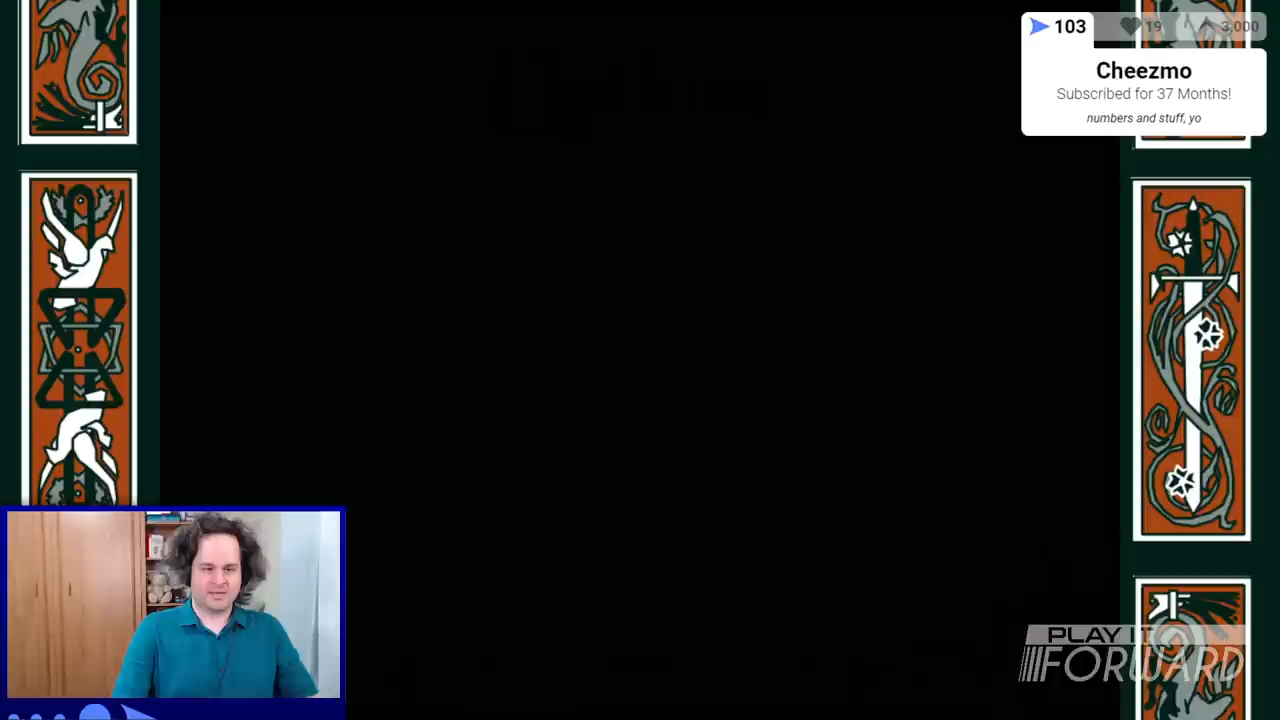 103 19 3,000
Cheezmo
Subscribed for 37 Months!
numbers and stuff, yo
PLAY IT
FORWARD